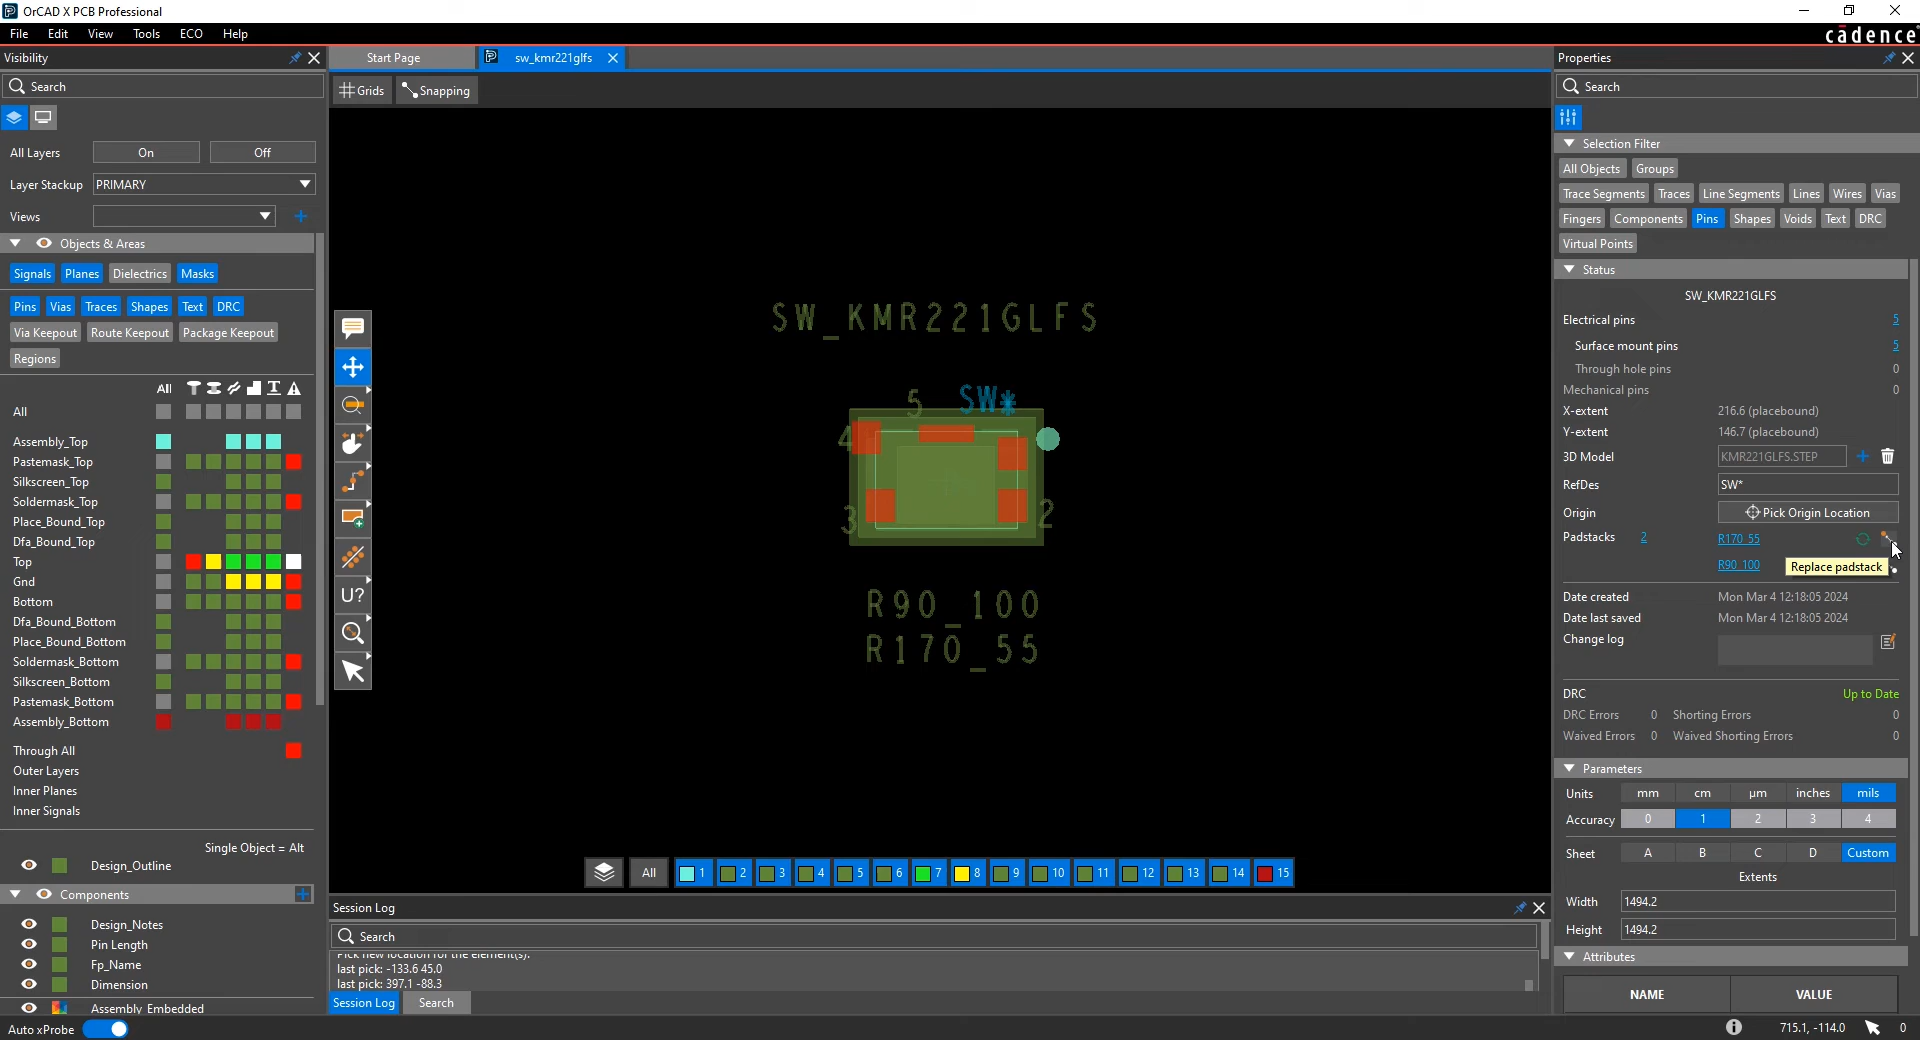 OrCAD X PCB Professional
File Edit View Tools ECO Help
cādence
Visibility
Search
All Layers On Off
Layer Stackup PRIMARY
Views
Objects & Areas
Signals Planes Dielectrics Masks
Pins Vias Traces Shapes Text DRC
Via Keepout Route Keepout Package Keepout
Regions
All
All
Assembly_Top
Pastemask_Top
Silkscreen_Top
Soldermask_Top
Place_Bound_Top
Dfa_Bound_Top
Top
Gnd
Bottom
Dfa_Bound_Bottom
Place_Bound_Bottom
Soldermask_Bottom
Silkscreen_Bottom
Pastemask_Bottom
Assembly_Bottom
Through All
Outer Layers
Inner Planes
Inner Signals
Single Object = Alt
Design_Outline
Components
Design_Notes
Pin Length
Fp_Name
Dimension
Assembly_Embedded
Auto xProbe
Start Page sw_kmr221glfs
Grids Snapping
U?
SW_KMR221GLFS
5 SW*
4
3 2
R90_100
R170_55
All 1 2 3 4 5 6 7 8 9 10 11 12 13 14 15
Session Log
Search
Pick new location for the element(s).
last pick: -133.6 45.0
last pick: 397.1 -88.3
Session Log Search
Properties
Search
Selection Filter
All Objects Groups
Trace Segments Traces Line Segments Lines Wires Vias
Fingers Components Pins Shapes Voids Text DRC
Virtual Points
Status
SW_KMR221GLFS
Electrical pins 5
Surface mount pins 5
Through hole pins 0
Mechanical pins 0
X-extent 216.6 (placebound)
Y-extent 146.7 (placebound)
3D Model KMR221GLFS.STEP
RefDes SW*
Origin Pick Origin Location
Padstacks 2 R170_55
R90_100 Replace padstack
Date created Mon Mar 4 12:18:05 2024
Date last saved Mon Mar 4 12:18:05 2024
Change log
DRC Up to Date
DRC Errors 0 Shorting Errors 0
Waived Errors 0 Waived Shorting Errors 0
Parameters
Units mm cm µm inches mils
Accuracy 0 1 2 3 4
Sheet A B C D Custom
Extents
Width 1494.2
Height 1494.2
Attributes
NAME VALUE
715.1, -114.0 0